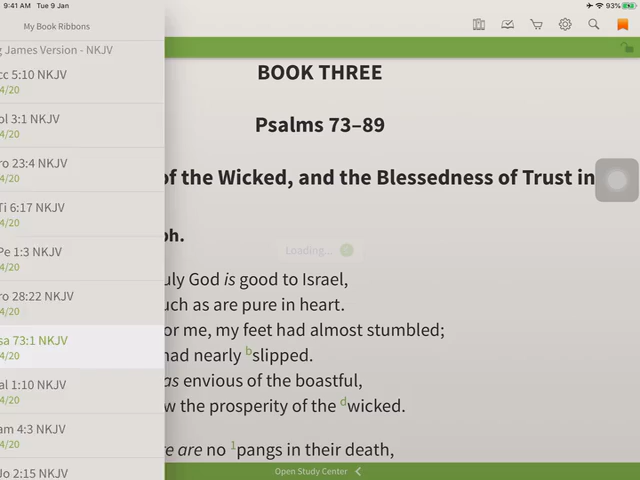 9:41 AM Tue 9 Jan
93%
My Book Ribbons
James Version - NKJV
5:10 NKJV
4/20
3:1 NKJV
4/20
23:4 NKJV
4/20
Ti 6:17 NKJV
4/20
Pe 1:3 NKJV
4/20
ro 28:22 NKJV
4/20
sa 73:1 NKJV
4/20
al 1:10 NKJV
4/20
am 4:3 NKJV
4/20
Jo 2:15 NKJV
BOOK THREE
Psalms 73–89
of the Wicked, and the Blessedness of Trust in
ph.
Loading...
uly God is good to Israel,
uch as are pure in heart.
or me, my feet had almost stumbled;
had nearly b slipped.
as envious of the boastful,
w the prosperity of the d wicked.
re are no 1 pangs in their death,
Open Study Center